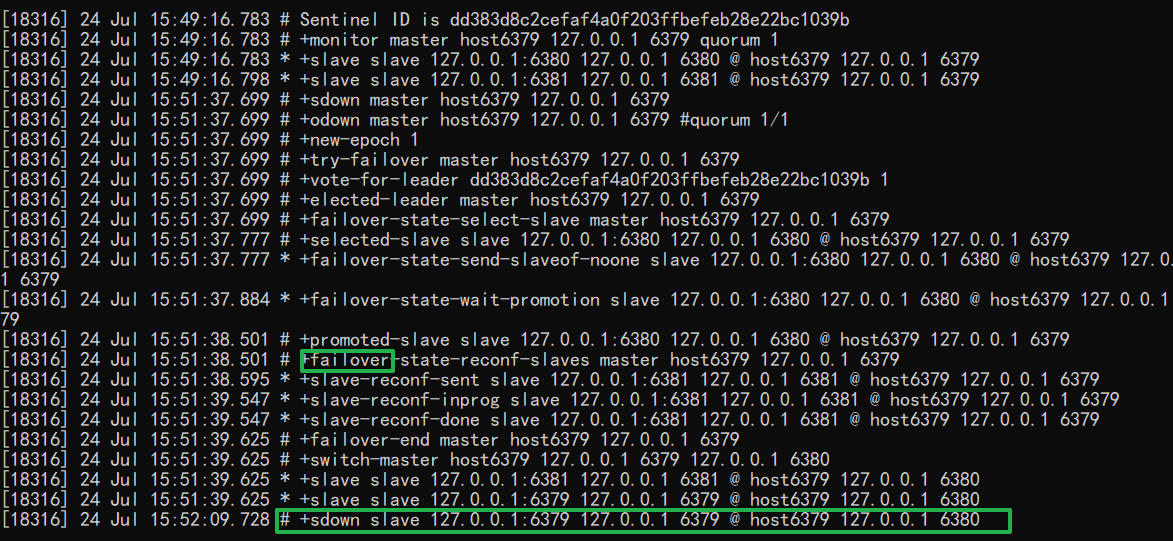 [18316] 24 Jul 15:49:16.783 # Sentinel ID is dd383d8c2cefaf4a0f203ffbefeb28e22bc1039b
[18316] 24 Jul 15:49:16.783 # +monitor master host6379 127.0.0.1 6379 quorum 1
[18316] 24 Jul 15:49:16.783 * +slave slave 127.0.0.1:6380 127.0.0.1 6380 @ host6379 127.0.0.1 6379
[18316] 24 Jul 15:49:16.798 * +slave slave 127.0.0.1:6381 127.0.0.1 6381 @ host6379 127.0.0.1 6379
[18316] 24 Jul 15:51:37.699 # +sdown master host6379 127.0.0.1 6379
[18316] 24 Jul 15:51:37.699 # +odown master host6379 127.0.0.1 6379 #quorum 1/1
[18316] 24 Jul 15:51:37.699 # +new-epoch 1
[18316] 24 Jul 15:51:37.699 # +try-failover master host6379 127.0.0.1 6379
[18316] 24 Jul 15:51:37.699 # +vote-for-leader dd383d8c2cefaf4a0f203ffbefeb28e22bc1039b 1
[18316] 24 Jul 15:51:37.699 # +elected-leader master host6379 127.0.0.1 6379
[18316] 24 Jul 15:51:37.699 # +failover-state-select-slave master host6379 127.0.0.1 6379
[18316] 24 Jul 15:51:37.777 # +selected-slave slave 127.0.0.1:6380 127.0.0.1 6380 @ host6379 127.0.0.1 6379
[18316] 24 Jul 15:51:37.777 * +failover-state-send-slaveof-noone slave 127.0.0.1:6380 127.0.0.1 6380 @ host6379 127.0.
1 6379
[18316] 24 Jul 15:51:37.884 * +failover-state-wait-promotion slave 127.0.0.1:6380 127.0.0.1 6380 @ host6379 127.0.0.1
79
[18316] 24 Jul 15:51:38.501 # +promoted-slave slave 127.0.0.1:6380 127.0.0.1 6380 @ host6379 127.0.0.1 6379
[18316] 24 Jul 15:51:38.501 # +failover-state-reconf-slaves master host6379 127.0.0.1 6379
[18316] 24 Jul 15:51:38.595 * +slave-reconf-sent slave 127.0.0.1:6381 127.0.0.1 6381 @ host6379 127.0.0.1 6379
[18316] 24 Jul 15:51:39.547 * +slave-reconf-inprog slave 127.0.0.1:6381 127.0.0.1 6381 @ host6379 127.0.0.1 6379
[18316] 24 Jul 15:51:39.547 * +slave-reconf-done slave 127.0.0.1:6381 127.0.0.1 6381 @ host6379 127.0.0.1 6379
[18316] 24 Jul 15:51:39.625 # +failover-end master host6379 127.0.0.1 6379
[18316] 24 Jul 15:51:39.625 # +switch-master host6379 127.0.0.1 6379 127.0.0.1 6380
[18316] 24 Jul 15:51:39.625 * +slave slave 127.0.0.1:6381 127.0.0.1 6381 @ host6379 127.0.0.1 6380
[18316] 24 Jul 15:51:39.625 * +slave slave 127.0.0.1:6379 127.0.0.1 6379 @ host6379 127.0.0.1 6380
[18316] 24 Jul 15:52:09.728 # +sdown slave 127.0.0.1:6379 127.0.0.1 6379 @ host6379 127.0.0.1 6380